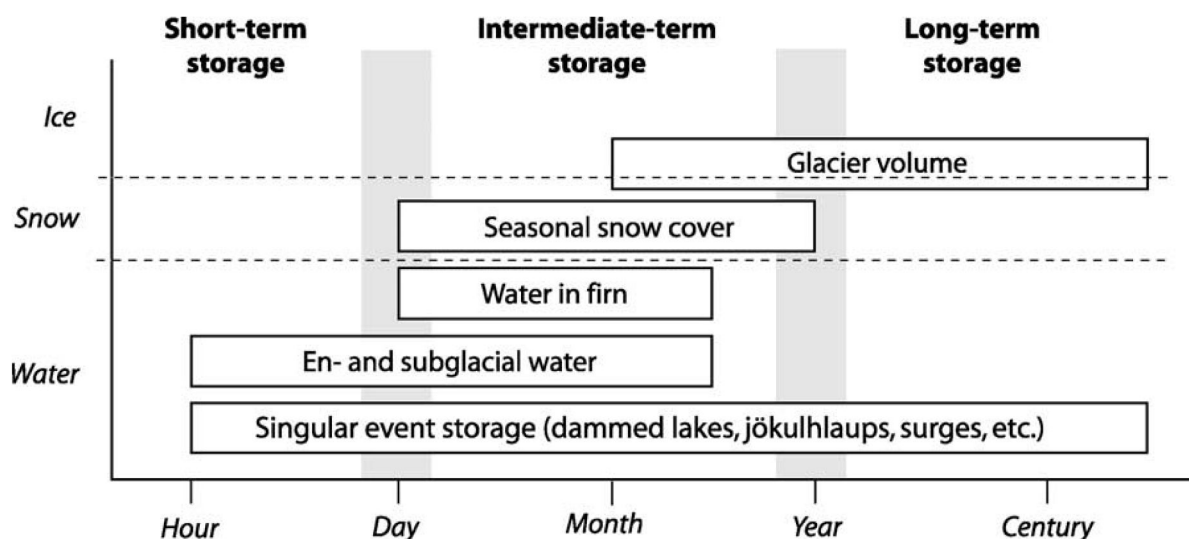 Short-term
storage
Intermediate-term
storage
Long-term
storage
Ice
Glacier volume
Snow
Seasonal snow cover
Water in firn
Water
En- and subglacial water
Singular event storage (dammed lakes, jökulhlaups, surges, etc.)
Hour
Day
Month
Year
Century